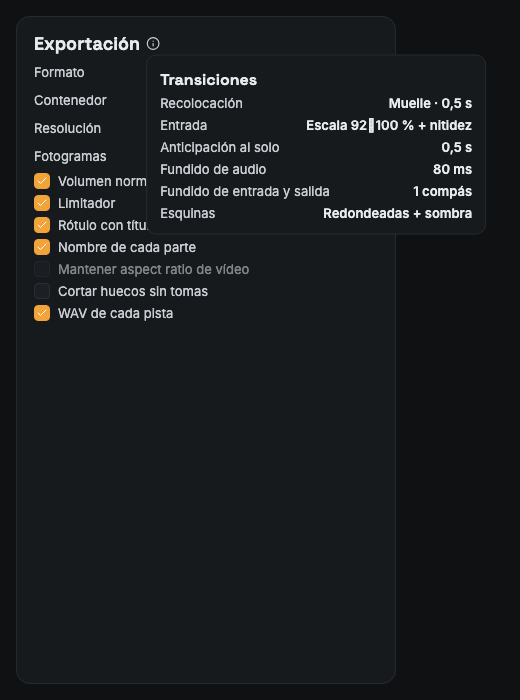 Exportación
Formato
Contenedor
Resolución
Fotogramas
Volumen norm
Limitador
Rótulo con títu
Nombre de cada parte
Mantener aspect ratio de vídeo
Cortar huecos sin tomas
WAV de cada pista
Transiciones
Recolocación Muelle · 0,5 s
Entrada Escala 92▯100 % + nitidez
Anticipación al solo 0,5 s
Fundido de audio 80 ms
Fundido de entrada y salida 1 compás
Esquinas Redondeadas + sombra